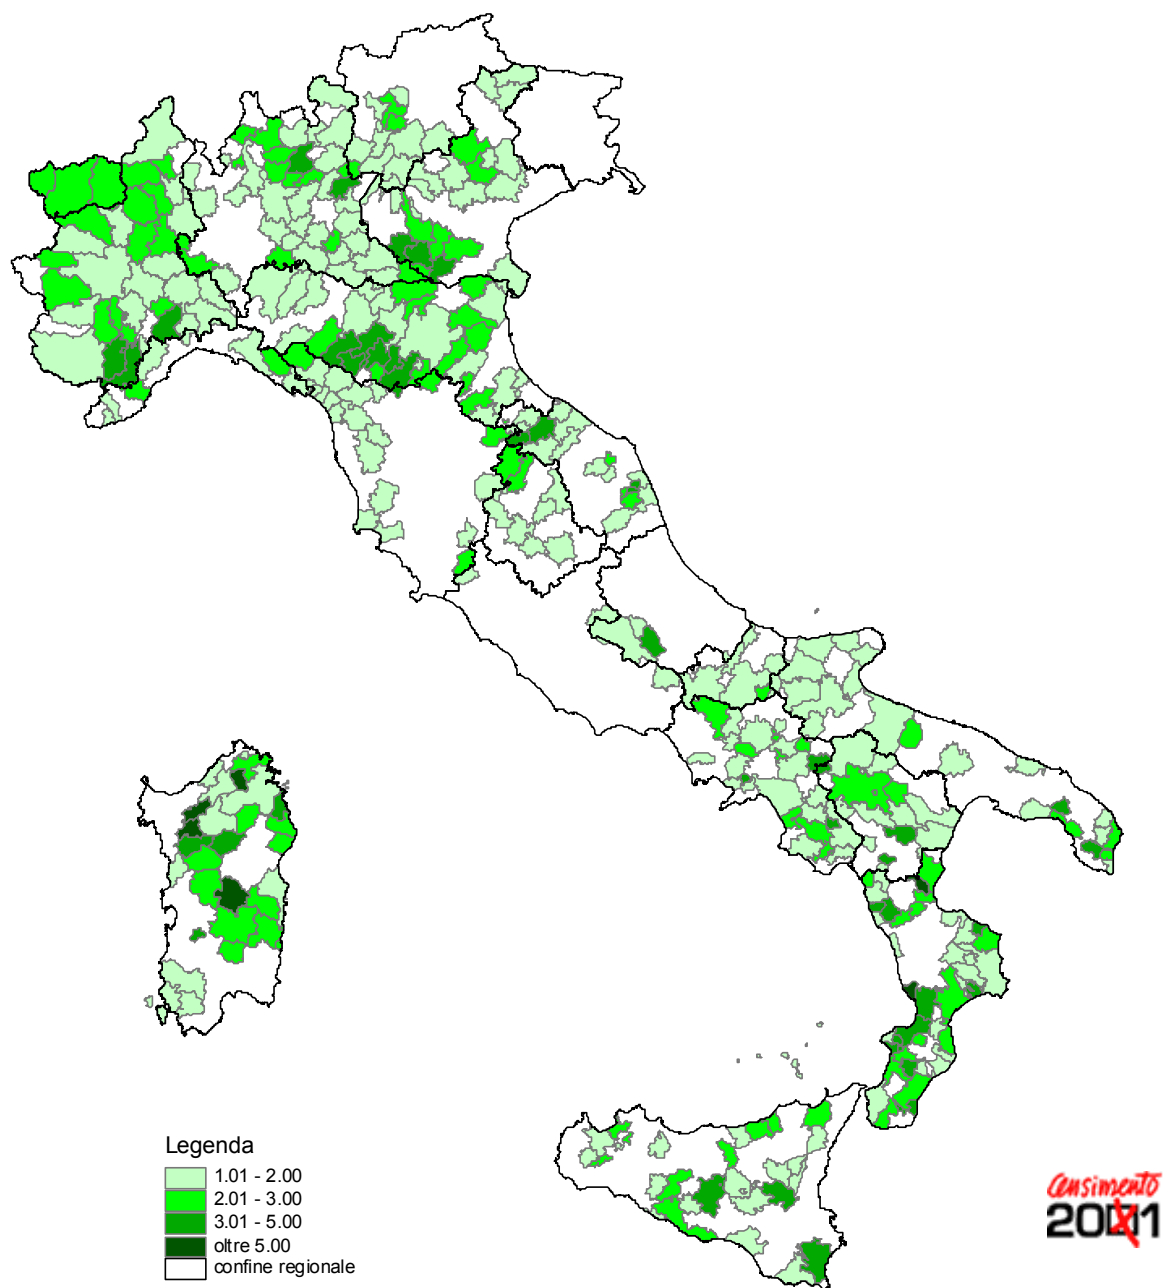 Legenda
1.01 - 2.00
2.01 - 3.00
3.01 - 5.00
oltre 5.00
confine regionale
Censimento
2001